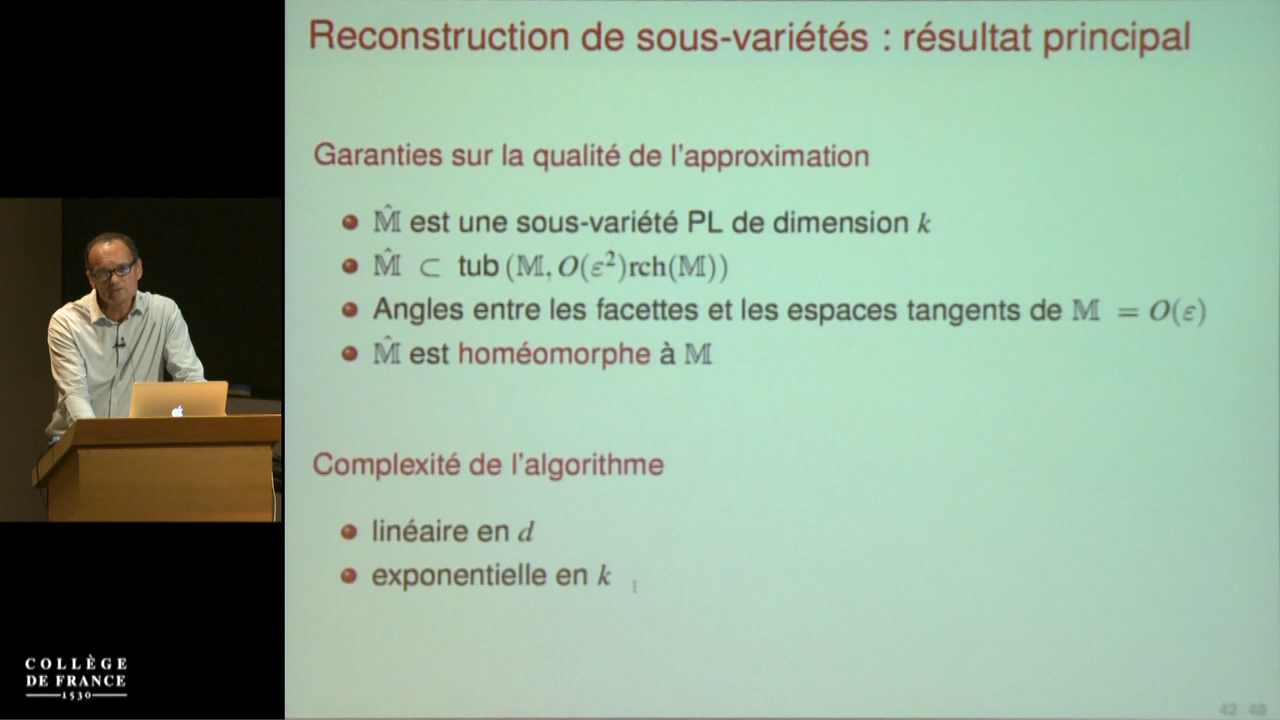 Reconstruction de sous-variétés : résultat principal
Garanties sur la qualité de l'approximation
M̂ est une sous-variété PL de dimension k
M̂ ⊂ tub (M, O(ε²)rch(M))
Angles entre les facettes et les espaces tangents de M = O(ε)
M̂ est homéomorphe à M
Complexité de l'algorithme
linéaire en d
exponentielle en k
COLLÈGE
DE FRANCE
1530
42/49